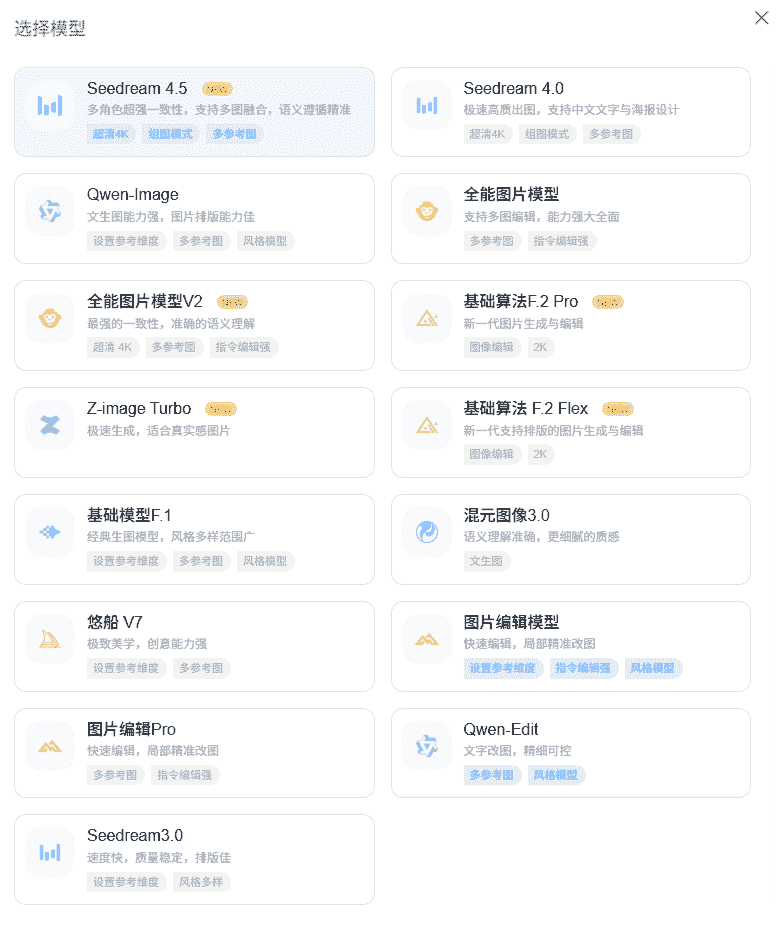 选择模型
Seedream 4.5
多角色超强一致性，支持多图融合，语义遵循精准
超清4K 组图模式 多参考图
Seedream 4.0
极速高质出图，支持中文文字与海报设计
超清4K 组图模式 多参考图
Qwen-Image
文生图能力强，图片排版能力佳
设置参考维度 多参考图 风格模型
全能图片模型
支持多图编辑，能力强大全面
多参考图 指令编辑强
全能图片模型V2
最强的一致性，准确的语义理解
超清 4K 多参考图 指令编辑强
基础算法F.2 Pro
新一代图片生成与编辑
图像编辑 2K
Z-image Turbo
极速生成，适合真实感图片
基础算法 F.2 Flex
新一代支持排版的图片生成与编辑
图像编辑 2K
基础模型F.1
经典生图模型，风格多样范围广
设置参考维度 多参考图 风格模型
混元图像3.0
语义理解准确，更细腻的质感
文生图
悠船 V7
极致美学，创意能力强
设置参考维度 多参考图
图片编辑模型
快速编辑，局部精准改图
设置参考维度 指令编辑强 风格模型
图片编辑Pro
快速编辑，局部精准改图
多参考图 指令编辑强
Qwen-Edit
文字改图，精细可控
多参考图 风格模型
Seedream3.0
速度快，质量稳定，排版佳
设置参考维度 风格多样